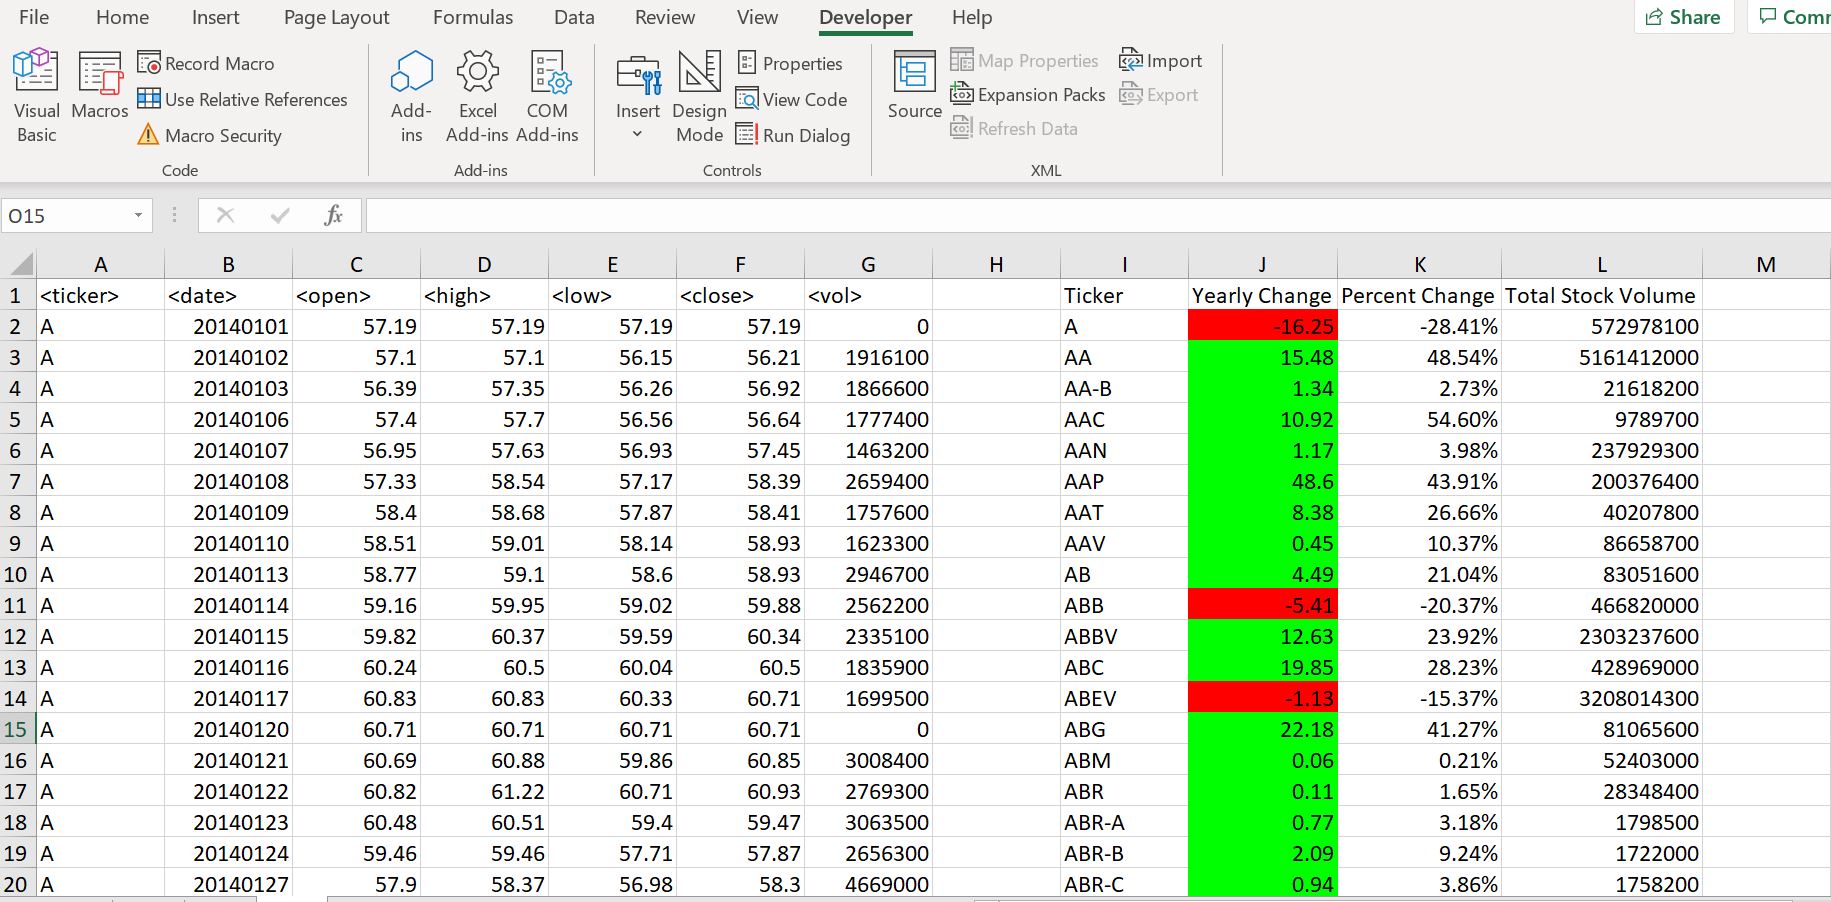 File Home Insert Page Layout Formulas Data Review View Developer Help Share Comm
Visual Basic
Macros
Record Macro
Use Relative References
Macro Security
Code
Add-ins
Excel Add-ins
COM Add-ins
Add-ins
Insert
Design Mode
Properties
View Code
Run Dialog
Controls
Source
Map Properties
Expansion Packs
Refresh Data
Import
Export
XML
O15 fx
A B C D E F G H I J K L M
1 <ticker> <date> <open> <high> <low> <close> <vol> Ticker Yearly Change Percent Change Total Stock Volume
2 A 20140101 57.19 57.19 57.19 57.19 0 A -16.25 -28.41% 572978100
3 A 20140102 57.1 57.1 56.15 56.21 1916100 AA 15.48 48.54% 5161412000
4 A 20140103 56.39 57.35 56.26 56.92 1866600 AA-B 1.34 2.73% 21618200
5 A 20140106 57.4 57.7 56.56 56.64 1777400 AAC 10.92 54.60% 9789700
6 A 20140107 56.95 57.63 56.93 57.45 1463200 AAN 1.17 3.98% 237929300
7 A 20140108 57.33 58.54 57.17 58.39 2659400 AAP 48.6 43.91% 200376400
8 A 20140109 58.4 58.68 57.87 58.41 1757600 AAT 8.38 26.66% 40207800
9 A 20140110 58.51 59.01 58.14 58.93 1623300 AAV 0.45 10.37% 86658700
10 A 20140113 58.77 59.1 58.6 58.93 2946700 AB 4.49 21.04% 83051600
11 A 20140114 59.16 59.95 59.02 59.88 2562200 ABB -5.41 -20.37% 466820000
12 A 20140115 59.82 60.37 59.59 60.34 2335100 ABBV 12.63 23.92% 2303237600
13 A 20140116 60.24 60.5 60.04 60.5 1835900 ABC 19.85 28.23% 428969000
14 A 20140117 60.83 60.83 60.33 60.71 1699500 ABEV -1.13 -15.37% 3208014300
15 A 20140120 60.71 60.71 60.71 60.71 0 ABG 22.18 41.27% 81065600
16 A 20140121 60.69 60.88 59.86 60.85 3008400 ABM 0.06 0.21% 52403000
17 A 20140122 60.82 61.22 60.71 60.93 2769300 ABR 0.11 1.65% 28348400
18 A 20140123 60.48 60.51 59.4 59.47 3063500 ABR-A 0.77 3.18% 1798500
19 A 20140124 59.46 59.46 57.71 57.87 2656300 ABR-B 2.09 9.24% 1722000
20 A 20140127 57.9 58.37 56.98 58.3 4669000 ABR-C 0.94 3.86% 1758200